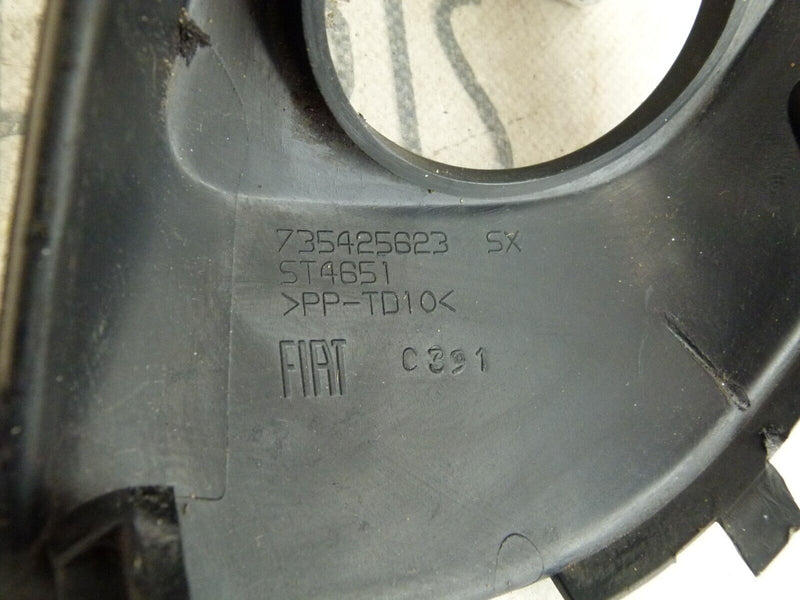 735425623 SX
ST4651
>PP-TD10<
FIAT C391